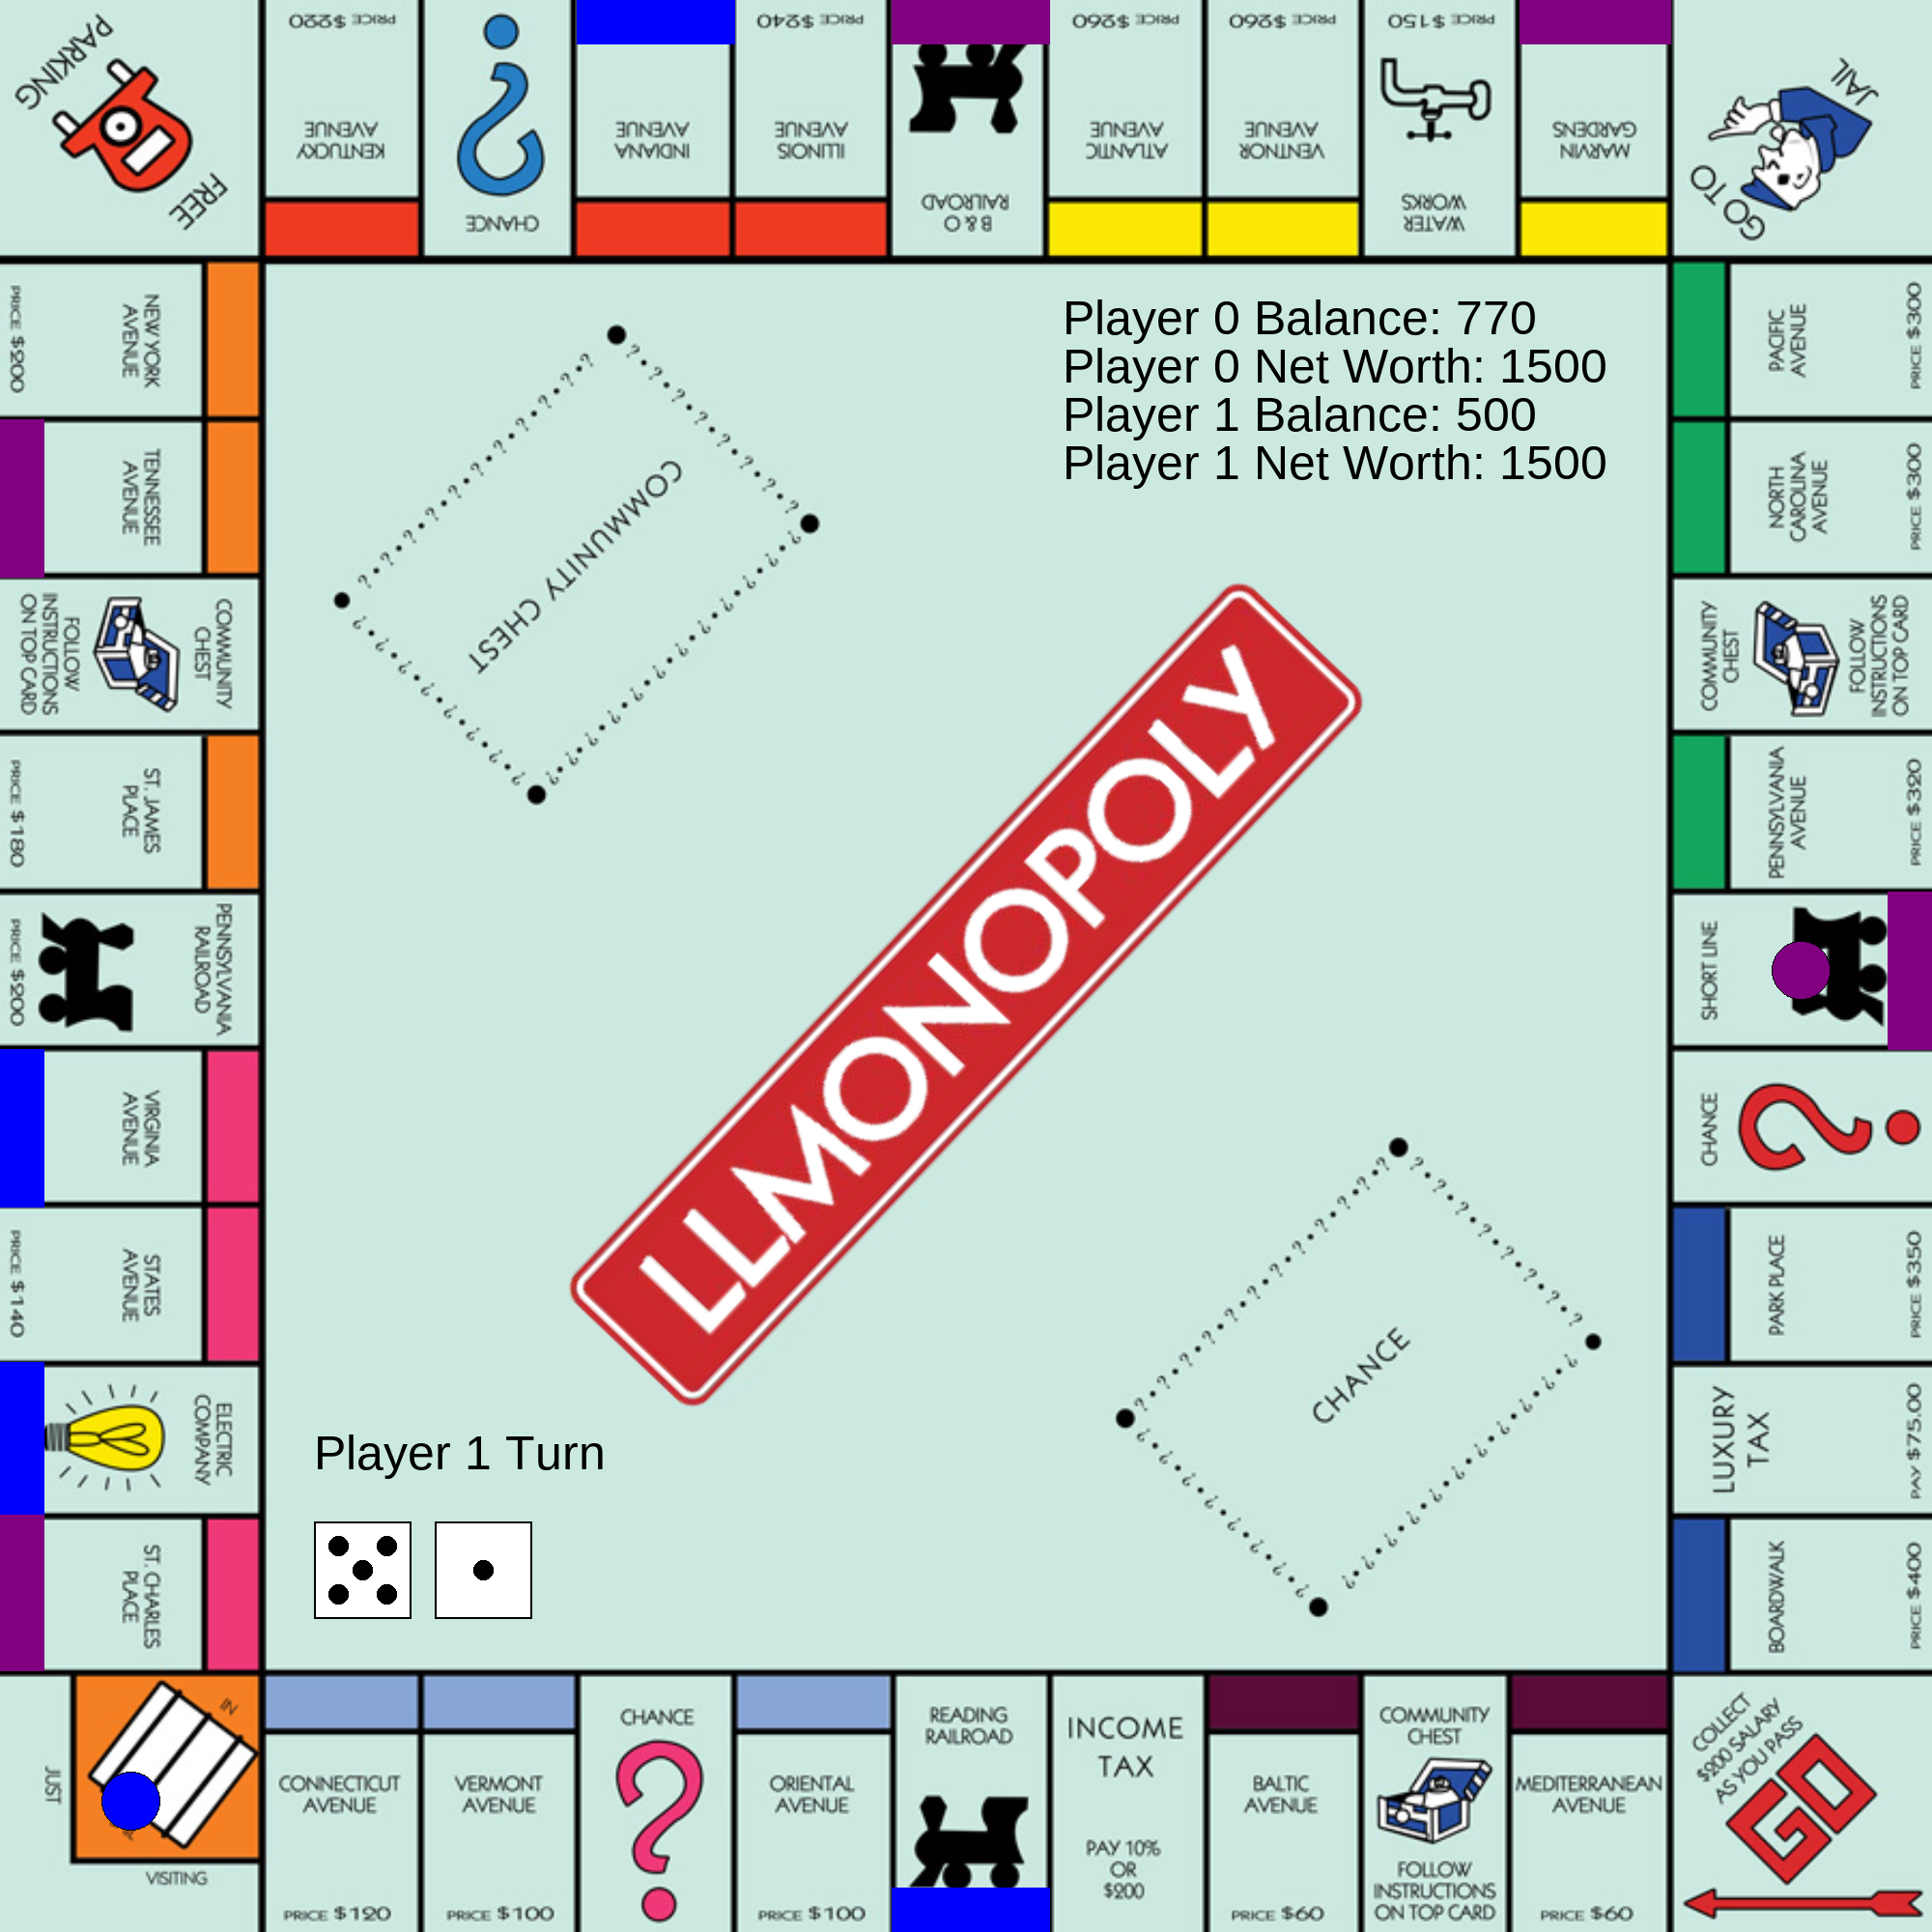 FREE
PARKING
PRICE $220
KENTUCKY
AVENUE
CHANCE
INDIANA
AVENUE
PRICE $240
ILLINOIS
AVENUE
B & O
RAILROAD
PRICE $260
ATLANTIC
AVENUE
PRICE $260
VENTNOR
AVENUE
PRICE $150
WATER
WORKS
MARVIN
GARDENS
GO TO
JAIL
NEW YORK
AVENUE
PRICE $200
TENNESSEE
AVENUE
COMMUNITY
CHEST
FOLLOW
INSTRUCTIONS
ON TOP CARD
ST. JAMES
PLACE
PRICE $180
PENNSYLVANIA
RAILROAD
PRICE $200
VIRGINIA
AVENUE
STATES
AVENUE
PRICE $140
ELECTRIC
COMPANY
ST. CHARLES
PLACE
Player 0 Balance: 770
Player 0 Net Worth: 1500
Player 1 Balance: 500
Player 1 Net Worth: 1500
COMMUNITY CHEST
LLMONOPOLY
CHANCE
Player 1 Turn
PACIFIC
AVENUE
PRICE $300
NORTH
CAROLINA
AVENUE
PRICE $300
COMMUNITY
CHEST
FOLLOW
INSTRUCTIONS
ON TOP CARD
PENNSYLVANIA
AVENUE
PRICE $320
SHORT LINE
CHANCE
PARK PLACE
PRICE $350
LUXURY
TAX
PAY $75.00
BOARDWALK
PRICE $400
IN
JUST
VISITING
CONNECTICUT
AVENUE
PRICE $120
VERMONT
AVENUE
PRICE $100
CHANCE
ORIENTAL
AVENUE
PRICE $100
READING
RAILROAD
INCOME
TAX
PAY 10%
OR
$200
BALTIC
AVENUE
PRICE $60
COMMUNITY
CHEST
FOLLOW
INSTRUCTIONS
ON TOP CARD
MEDITERRANEAN
AVENUE
PRICE $60
COLLECT
$200 SALARY
AS YOU PASS
GO